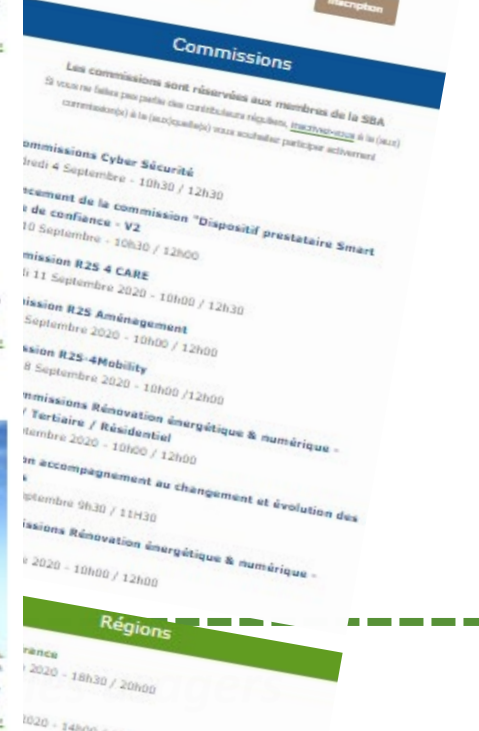 Inscription
Commissions
Les commissions sont réservées aux membres de la SBA
Si vous ne faites pas partie des contributeurs réguliers, inscrivez-vous à la (aux)
commission(s) à la (aux)quelle(s) vous souhaitez participer activement
ommissions Cyber Sécurité
redi 4 Septembre - 10h30 / 12h30
ncement de la commission "Dispositif prestataire Smart
de confiance - V2
10 Septembre - 10h30 / 12h00
mission R2S 4 CARE
i 11 Septembre 2020 - 10h00 / 12h30
ission R2S Aménagement
Septembre 2020 - 10h00 / 12h00
ssion R2S-4Mobility
8 Septembre 2020 - 10h00 /12h00
mmissions Rénovation énergétique & numérique -
/ Tertiaire / Résidentiel
tembre 2020 - 10h00 / 12h00
on accompagnement au changement et évolution des
s
ptembre 9h30 / 11H30
issions Rénovation énergétique & numérique -
e 2020 - 10h00 / 12h00
Régions
rance
2020 - 18h30 / 20h00
2020 - 14h00